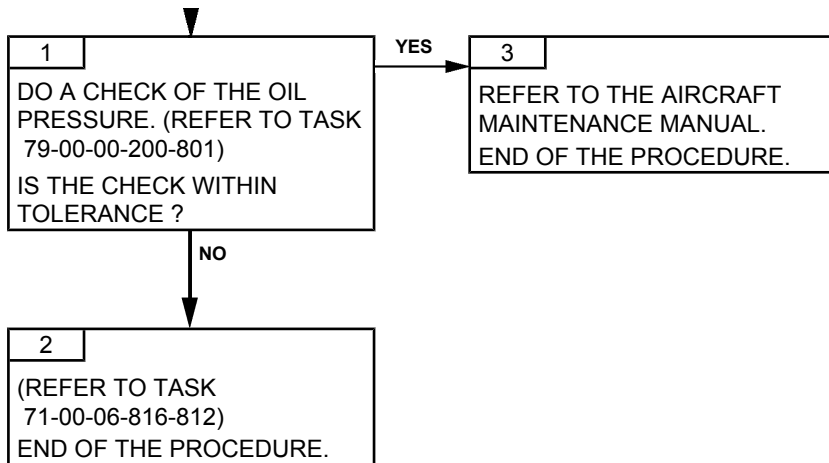 1
DO A CHECK OF THE OIL
PRESSURE. (REFER TO TASK
79-00-00-200-801)
IS THE CHECK WITHIN
TOLERANCE ?
YES
3
REFER TO THE AIRCRAFT
MAINTENANCE MANUAL.
END OF THE PROCEDURE.
NO
2
(REFER TO TASK
71-00-06-816-812)
END OF THE PROCEDURE.